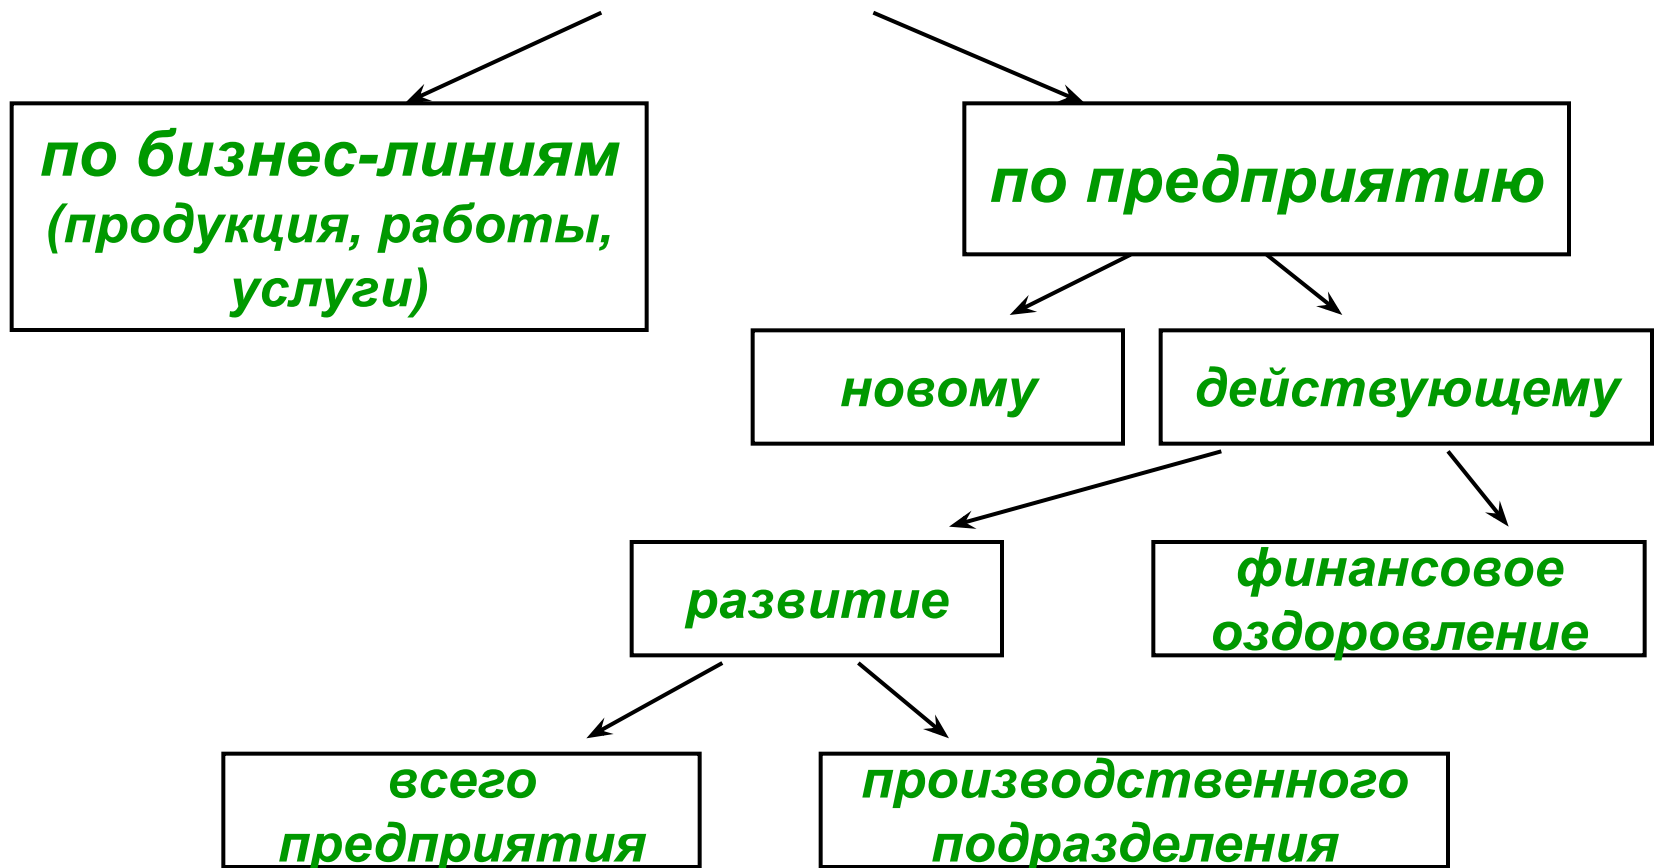 по бизнес-линиям
(продукция, работы,
услуги)
по предприятию
новому
действующему
развитие
финансовое
оздоровление
всего
предприятия
производственного
подразделения